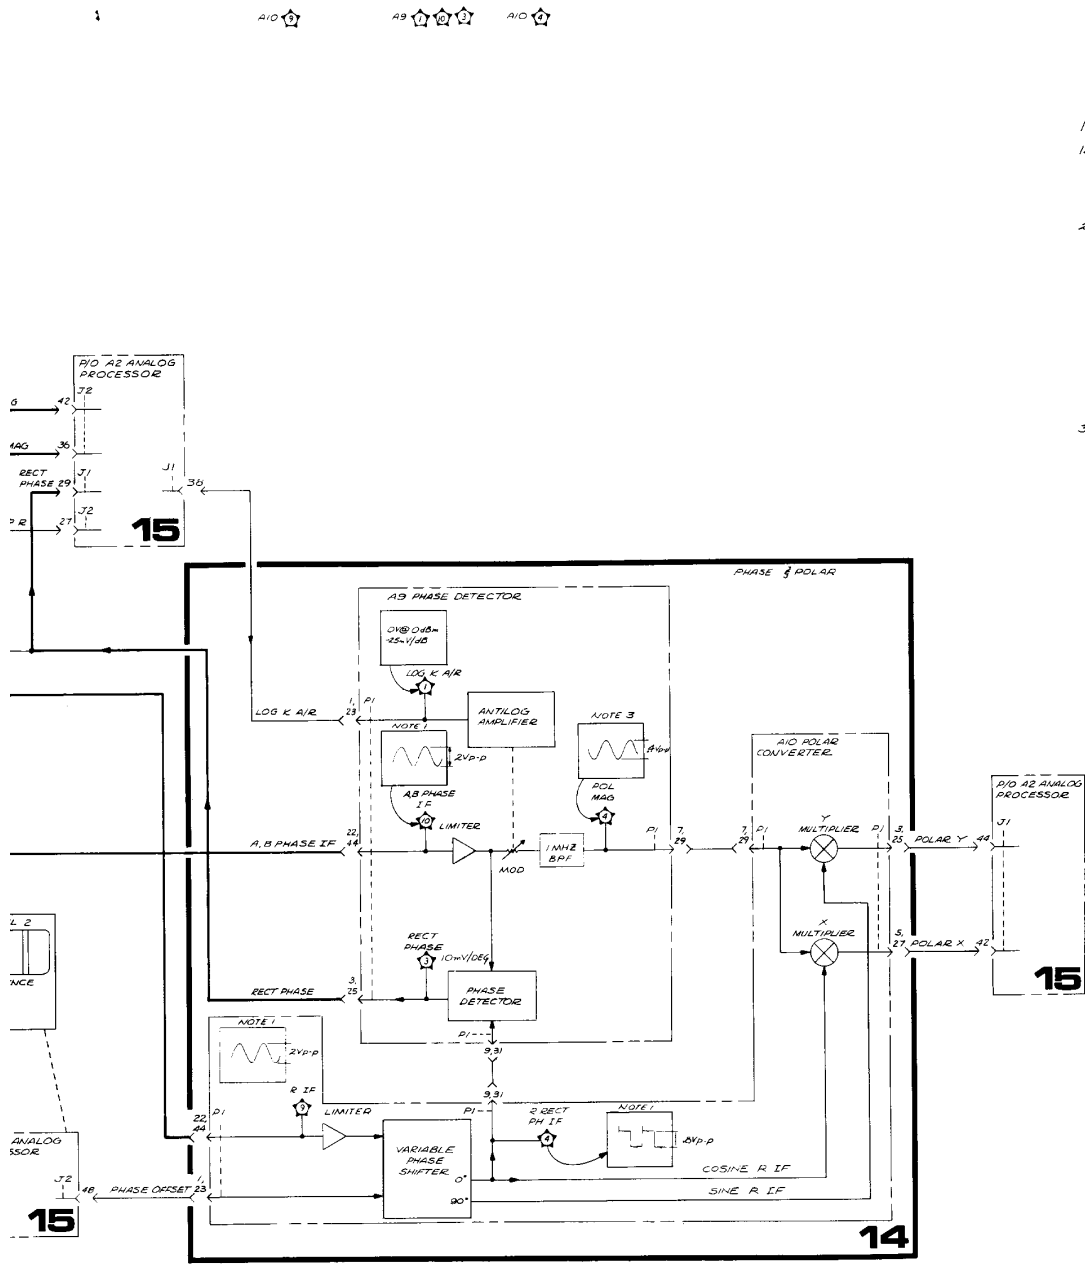 1
A10 9
A9 1 10 3
A10 4
P/O A2 ANALOG
PROCESSOR
J2
G 42
MAG 36
RECT
PHASE 29
J1
J1
38
J2
P R 27
15
PHASE & POLAR
A9 PHASE DETECTOR
0V@0dBm
-25mV/dB
LOG K A/R
1
LOG K A/R
1,
23
P1
NOTE 1
2Vp-p
ANTILOG
AMPLIFIER
NOTE 3
A,B PHASE
IF
10
LIMITER
POL
MAG
4
A10 POLAR
CONVERTER
A,B PHASE IF
22,
44
MOD
1 MHZ
BPF
P1
7,
29
7,
29
P1
Y
MULTIPLIER
P1
3,
25
POLAR Y
44
P/O A2 ANALOG
PROCESSOR
J1
X
MULTIPLIER
5,
27
POLAR X
42
15
L 2
NCE
RECT
PHASE
3
10mV/DEG
RECT PHASE
3,
25
PHASE
DETECTOR
P1
9,31
9,31
P1
NOTE 1
2Vp-p
R IF
9
LIMITER
22,
44
P1
VARIABLE
PHASE
SHIFTER
0°
90°
2 RECT
PH IF
4
NOTE 1
.8Vp-p
COSINE R IF
SINE R IF
ANALOG
SSOR
J2
48
PHASE OFFSET
1,
23
15
14